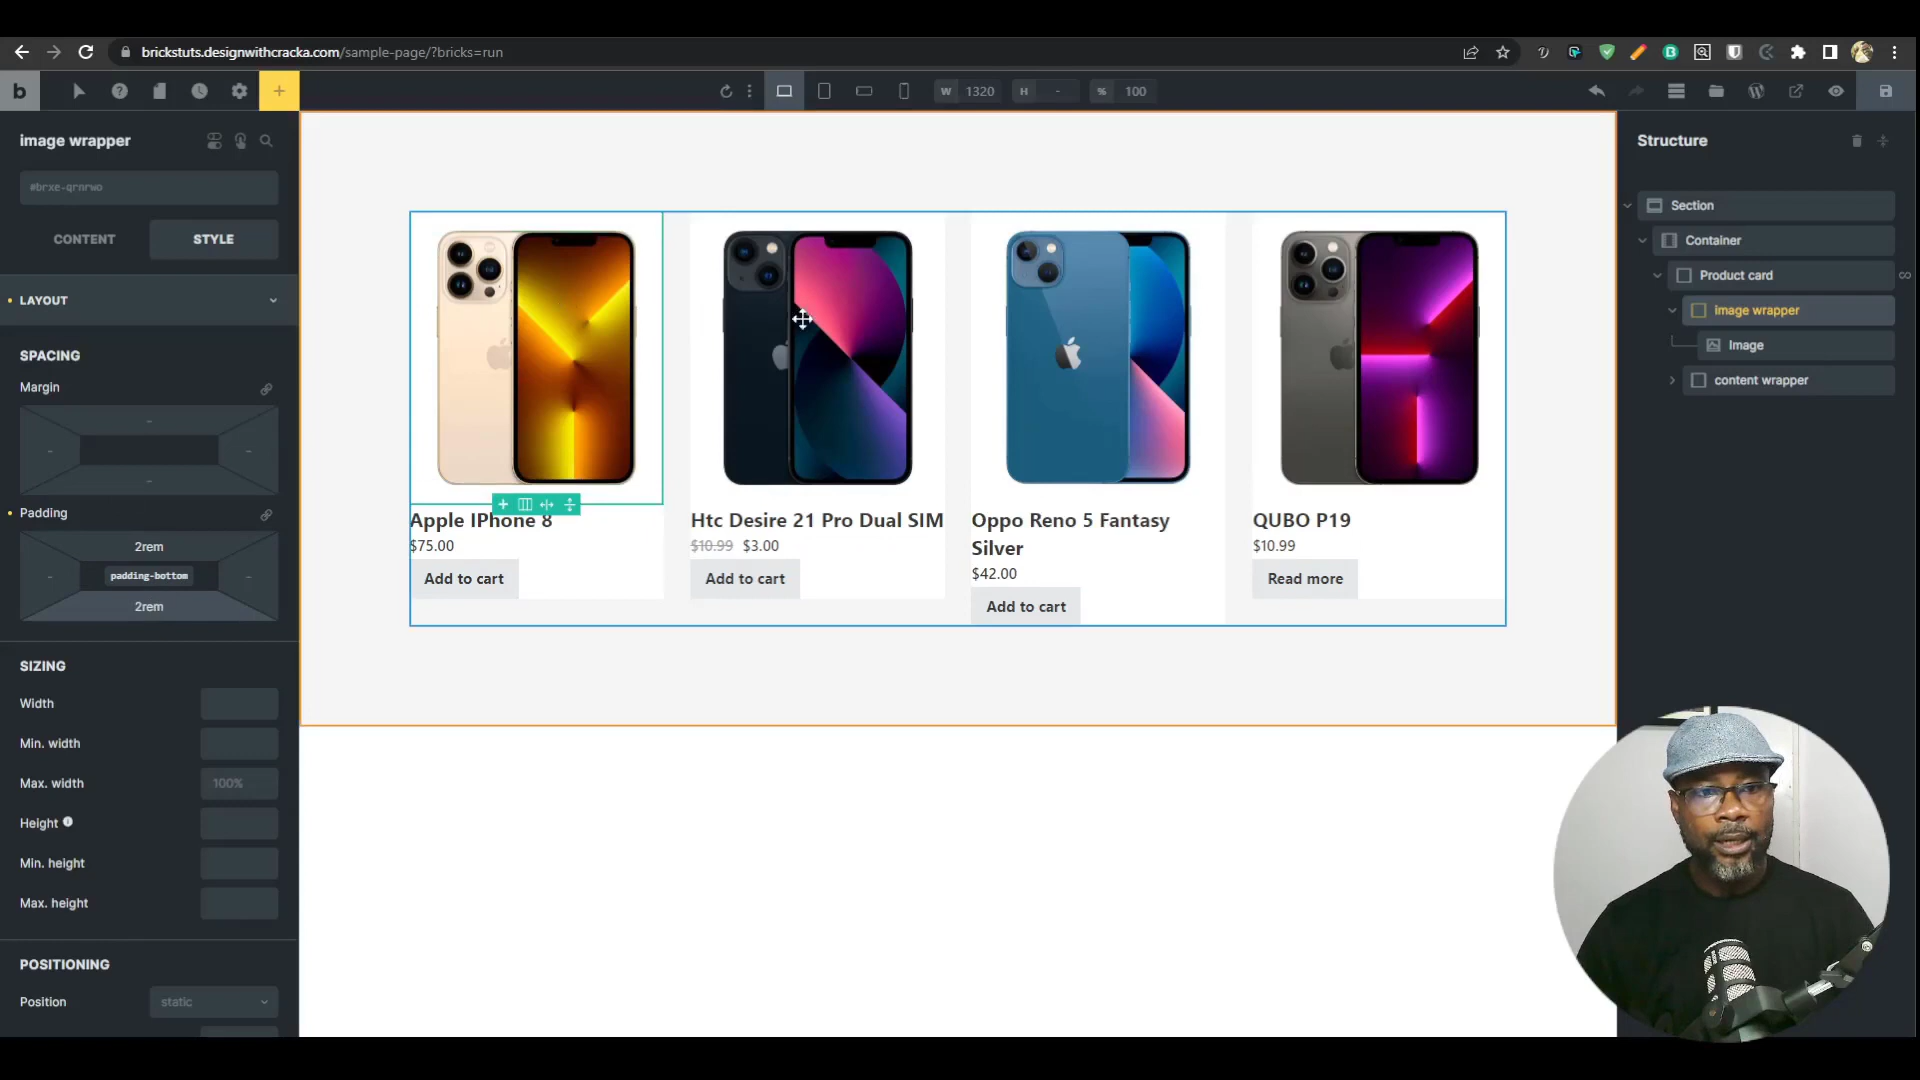 brickstuts.designwithcracka.com/sample-page/?bricks=run
b
+
W 1320 H - % 100
image wrapper
#brxe-qrnrwo
CONTENT
STYLE
LAYOUT
SPACING
Margin
-
- -
-
Padding
2rem
- padding-bottom -
2rem
SIZING
Width
Min. width
Max. width 100%
Height
Min. height
Max. height
POSITIONING
Position static
Apple IPhone 8
$75.00
Add to cart
Htc Desire 21 Pro Dual SIM
$10.99 $3.00
Add to cart
Oppo Reno 5 Fantasy
Silver
$42.00
Add to cart
QUBO P19
$10.99
Read more
Structure
Section
Container
Product card
image wrapper
Image
content wrapper